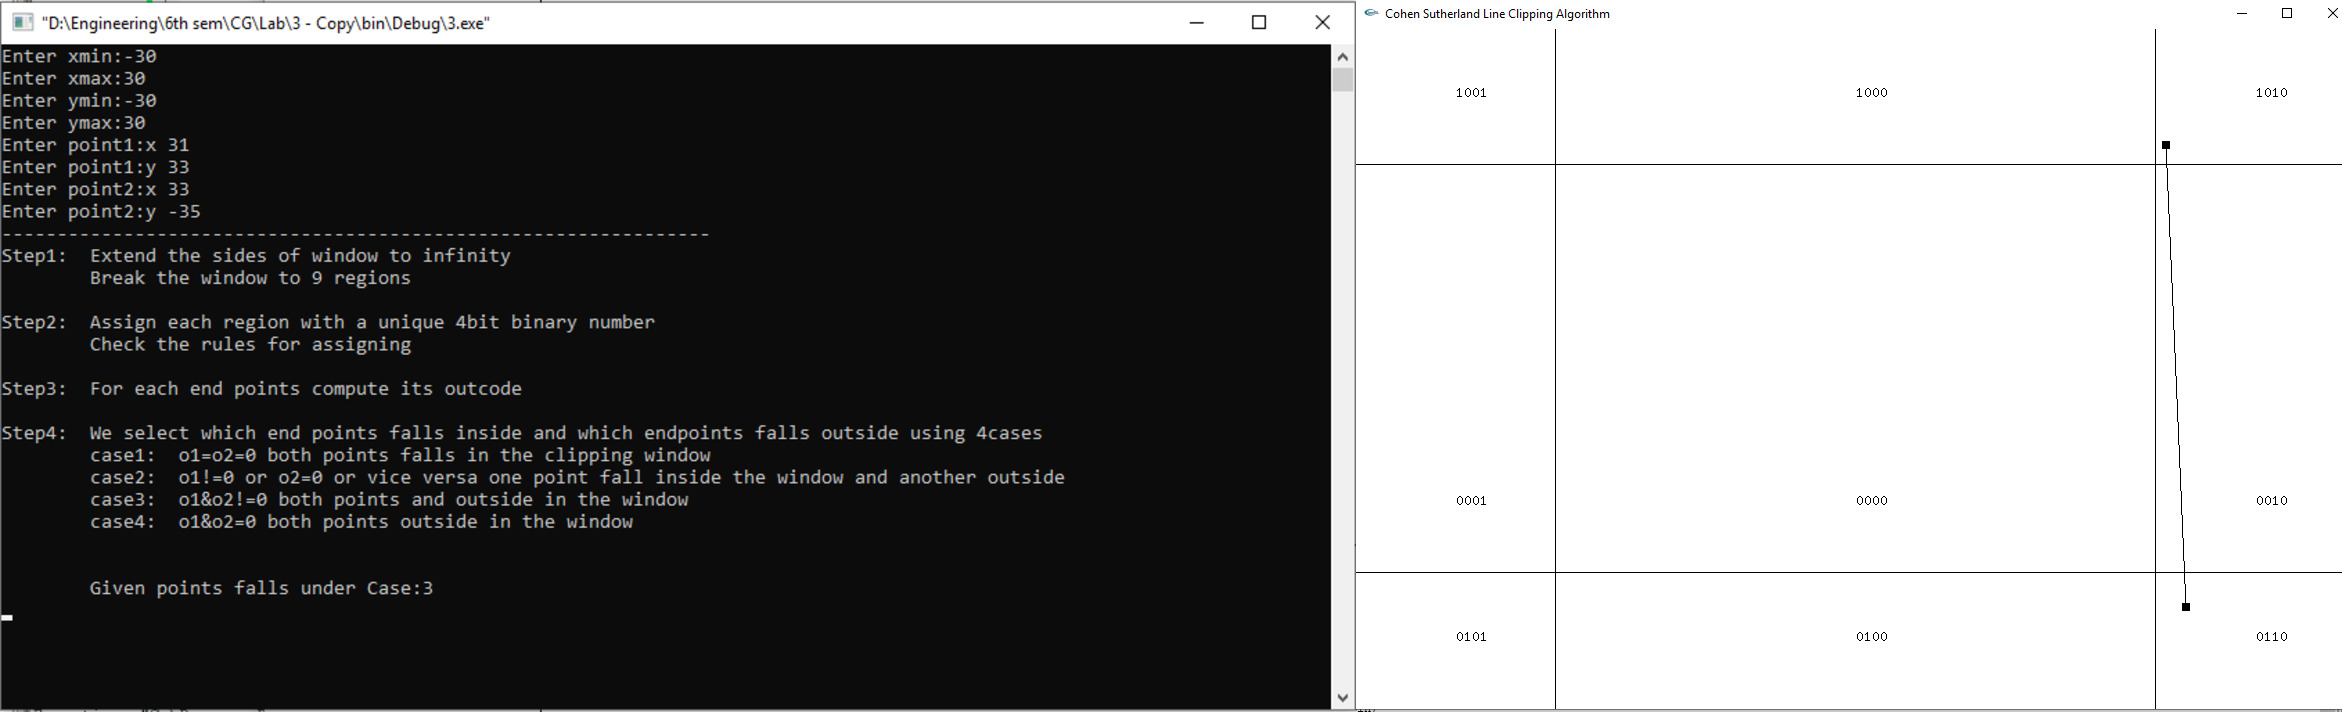 "D:\Engineering\6th sem\CG\Lab\3 - Copy\bin\Debug\3.exe"
Enter xmin:-30
Enter xmax:30
Enter ymin:-30
Enter ymax:30
Enter point1:x 31
Enter point1:y 33
Enter point2:x 33
Enter point2:y -35
----------------------------------------------------------------
Step1:  Extend the sides of window to infinity
        Break the window to 9 regions
Step2:  Assign each region with a unique 4bit binary number
        Check the rules for assigning
Step3:  For each end points compute its outcode
Step4:  We select which end points falls inside and which endpoints falls outside using 4cases
        case1:  o1=o2=0 both points falls in the clipping window
        case2:  o1!=0 or o2=0 or vice versa one point fall inside the window and another outside
        case3:  o1&o2!=0 both points and outside in the window
        case4:  o1&o2=0 both points outside in the window
        Given points falls under Case:3
Cohen Sutherland Line Clipping Algorithm
1001 1000 1010
0001 0000 0010
0101 0100 0110